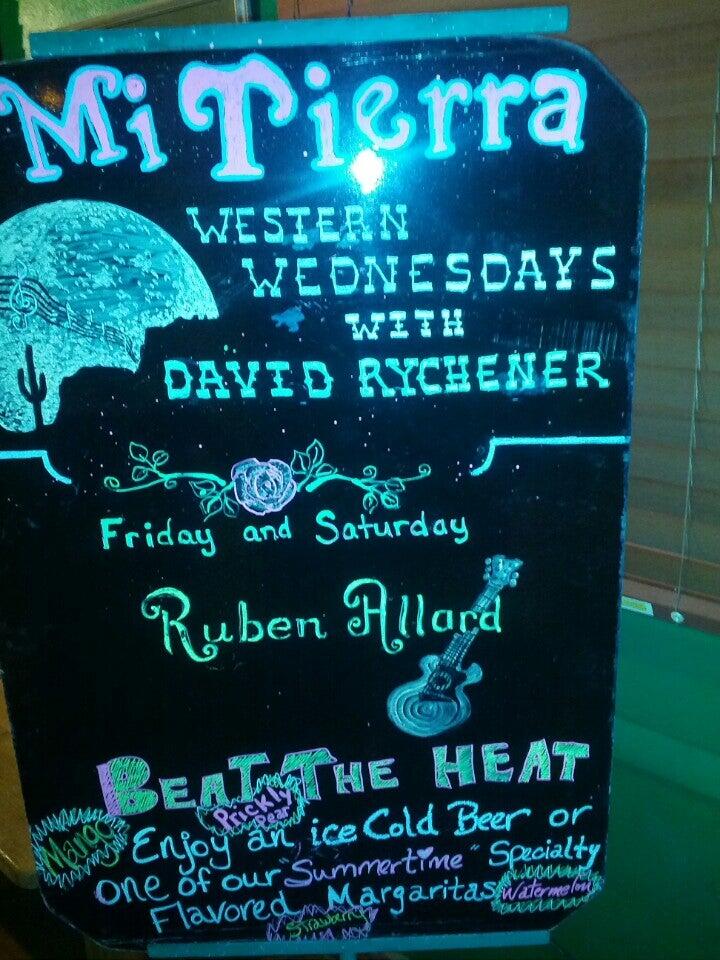 Mi Tierra
WESTERN
WEDNESDAYS
WITH
DAVID RYCHENER
Friday and Saturday
Ruben Allard
BEAT THE HEAT
Prickly
Pear
Mango
Enjoy an ice Cold Beer or
one of our "Summertime" Specialty
Flavored Margaritas
Watermelon
Strawberry